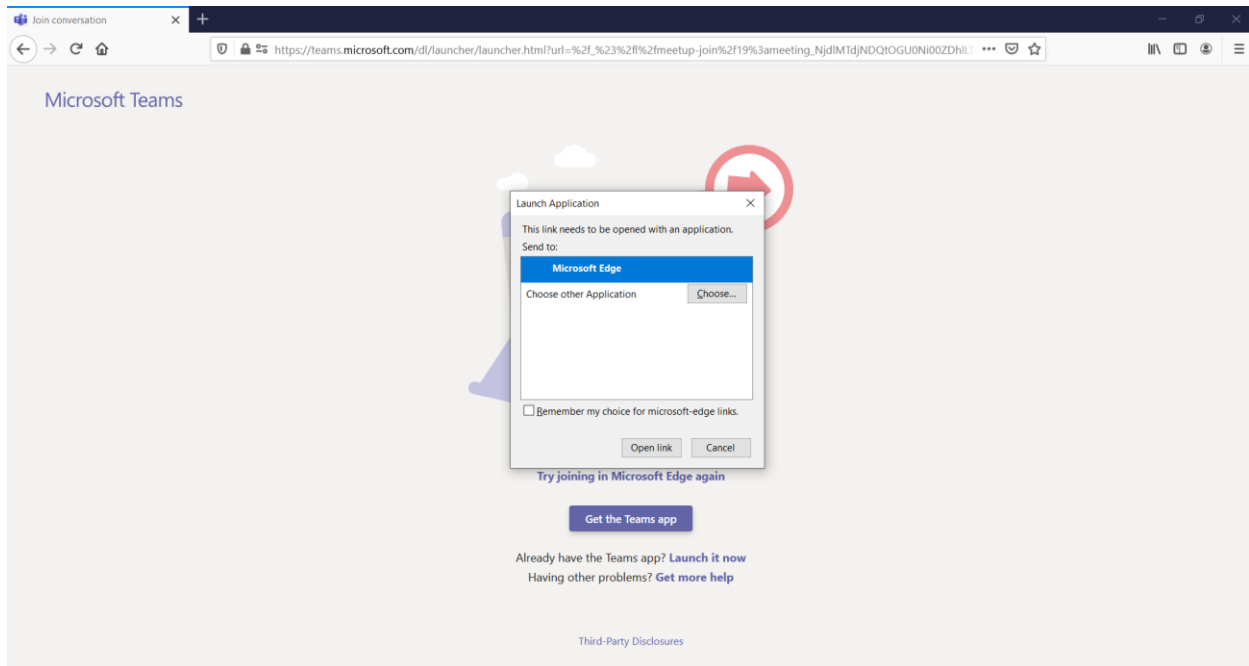 Join conversation
https://teams.microsoft.com/dl/launcher/launcher.html?url=%2f_%23%2fl%2fmeetup-join%2f19%3ameeting_NjdlMTdjNDQtOGU0Ni00ZDhlL
Microsoft Teams
Launch Application
This link needs to be opened with an application.
Send to:
Microsoft Edge
Choose other Application Choose...
Remember my choice for microsoft-edge links.
Open link Cancel
Try joining in Microsoft Edge again
Get the Teams app
Already have the Teams app? Launch it now
Having other problems? Get more help
Third-Party Disclosures